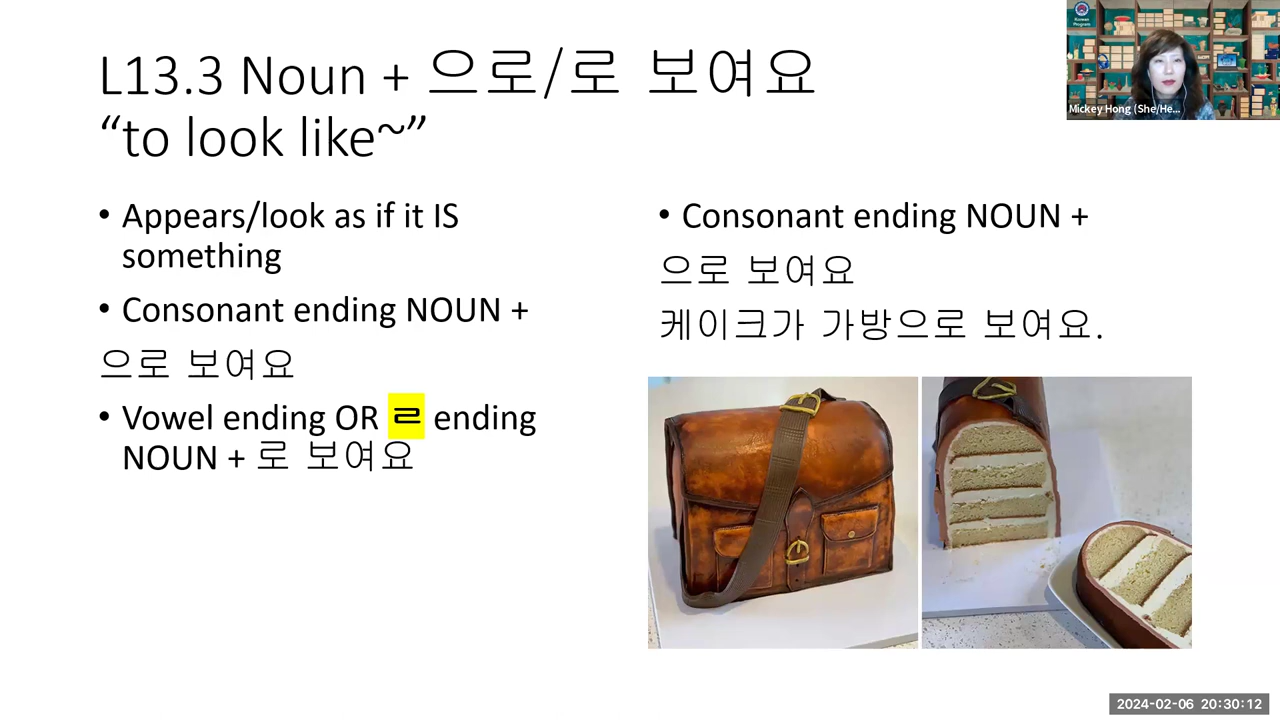 L13.3 Noun + 으로/로 보여요
“to look like~”
• Appears/look as if it IS
something
• Consonant ending NOUN +
으로 보여요
• Vowel ending OR ㄹ ending
NOUN + 로 보여요
• Consonant ending NOUN +
으로 보여요
케이크가 가방으로 보여요.
Korean
Program
Mickey Hong (She/He...
2024-02-06 20:30:12